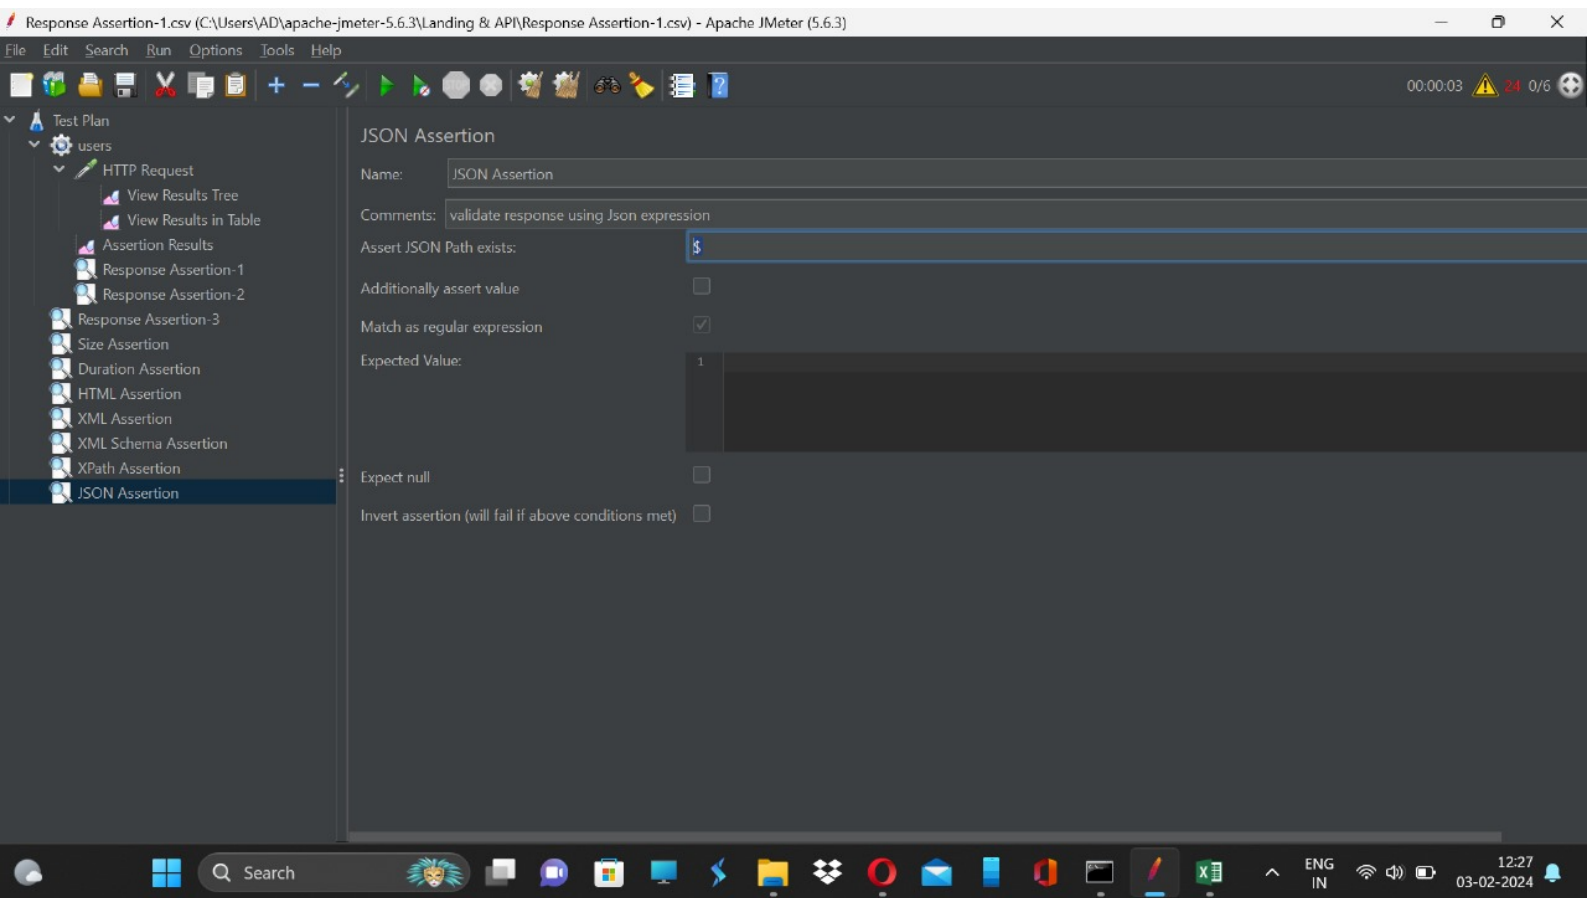 Response Assertion-1.csv (C:\Users\AD\apache-jmeter-5.6.3\Landing & API\Response Assertion-1.csv) - Apache JMeter (5.6.3)
File Edit Search Run Options Tools Help
STOP
00:00:03 24 0/6
Test Plan
users
HTTP Request
View Results Tree
View Results in Table
Assertion Results
Response Assertion-1
Response Assertion-2
Response Assertion-3
Size Assertion
Duration Assertion
HTML Assertion
XML Assertion
XML Schema Assertion
XPath Assertion
JSON Assertion
JSON Assertion
Name: JSON Assertion
Comments: validate response using Json expression
Assert JSON Path exists: $
Additionally assert value
Match as regular expression
Expected Value: 1
Expect null
Invert assertion (will fail if above conditions met)
Search
ENG
IN
12:27
03-02-2024